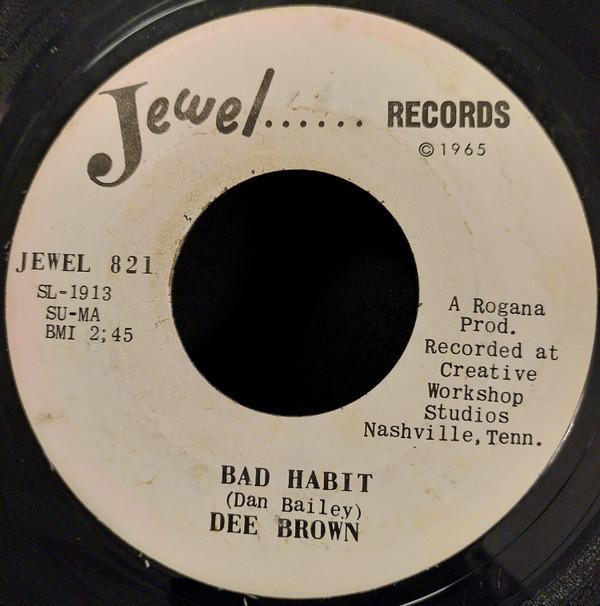 Jewel...... RECORDS
©1965
JEWEL 821
SL-1913
SU-MA
BMI 2;45
A Rogana
Prod.
Recorded at
Creative
Workshop
Studios
Nashville,Tenn.
BAD HABIT
(Dan Bailey)
DEE BROWN